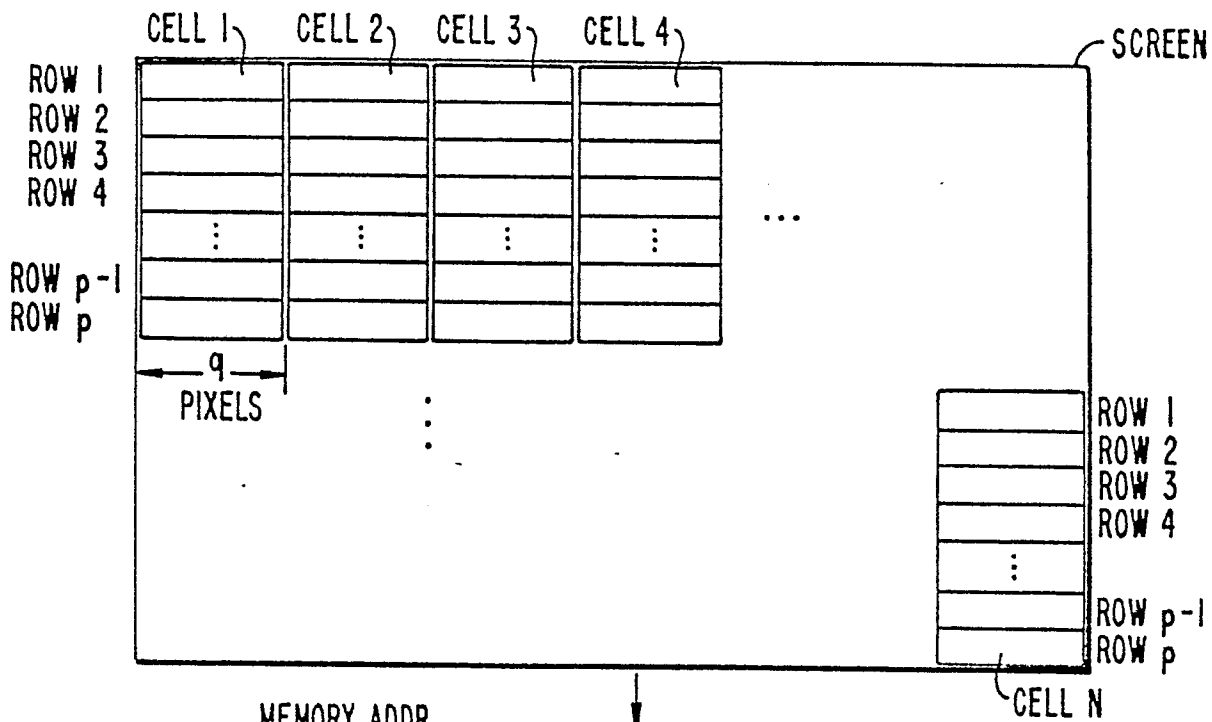 CELL 1 CELL 2 CELL 3 CELL 4
SCREEN
ROW 1
ROW 2
ROW 3
ROW 4
⋮ ⋮ ⋮ ⋮ ...
ROW p-1
ROW p
q
PIXELS
⋮
ROW 1
ROW 2
ROW 3
ROW 4
⋮
ROW p-1
ROW p
CELL N
MEMORY ADDR